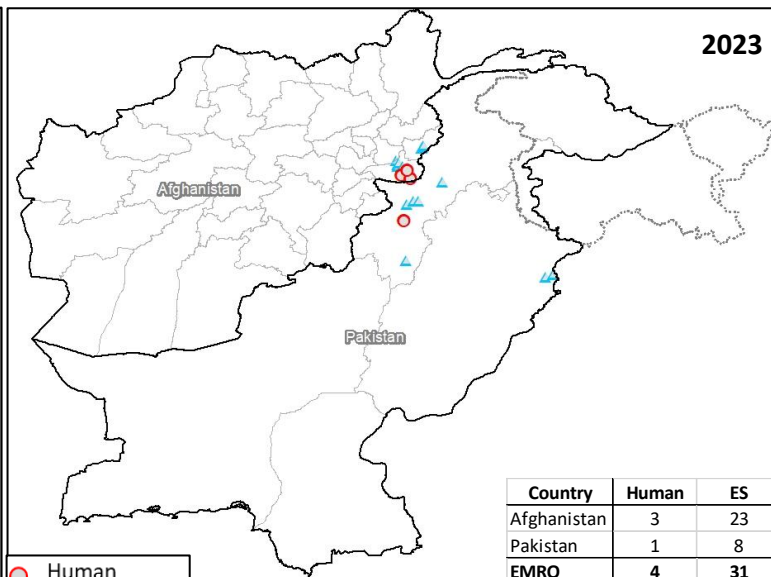 2023
Afghanistan
Pakistan
Country Human ES
Afghanistan 3 23
Pakistan 1 8
EMRO 4 31
Human